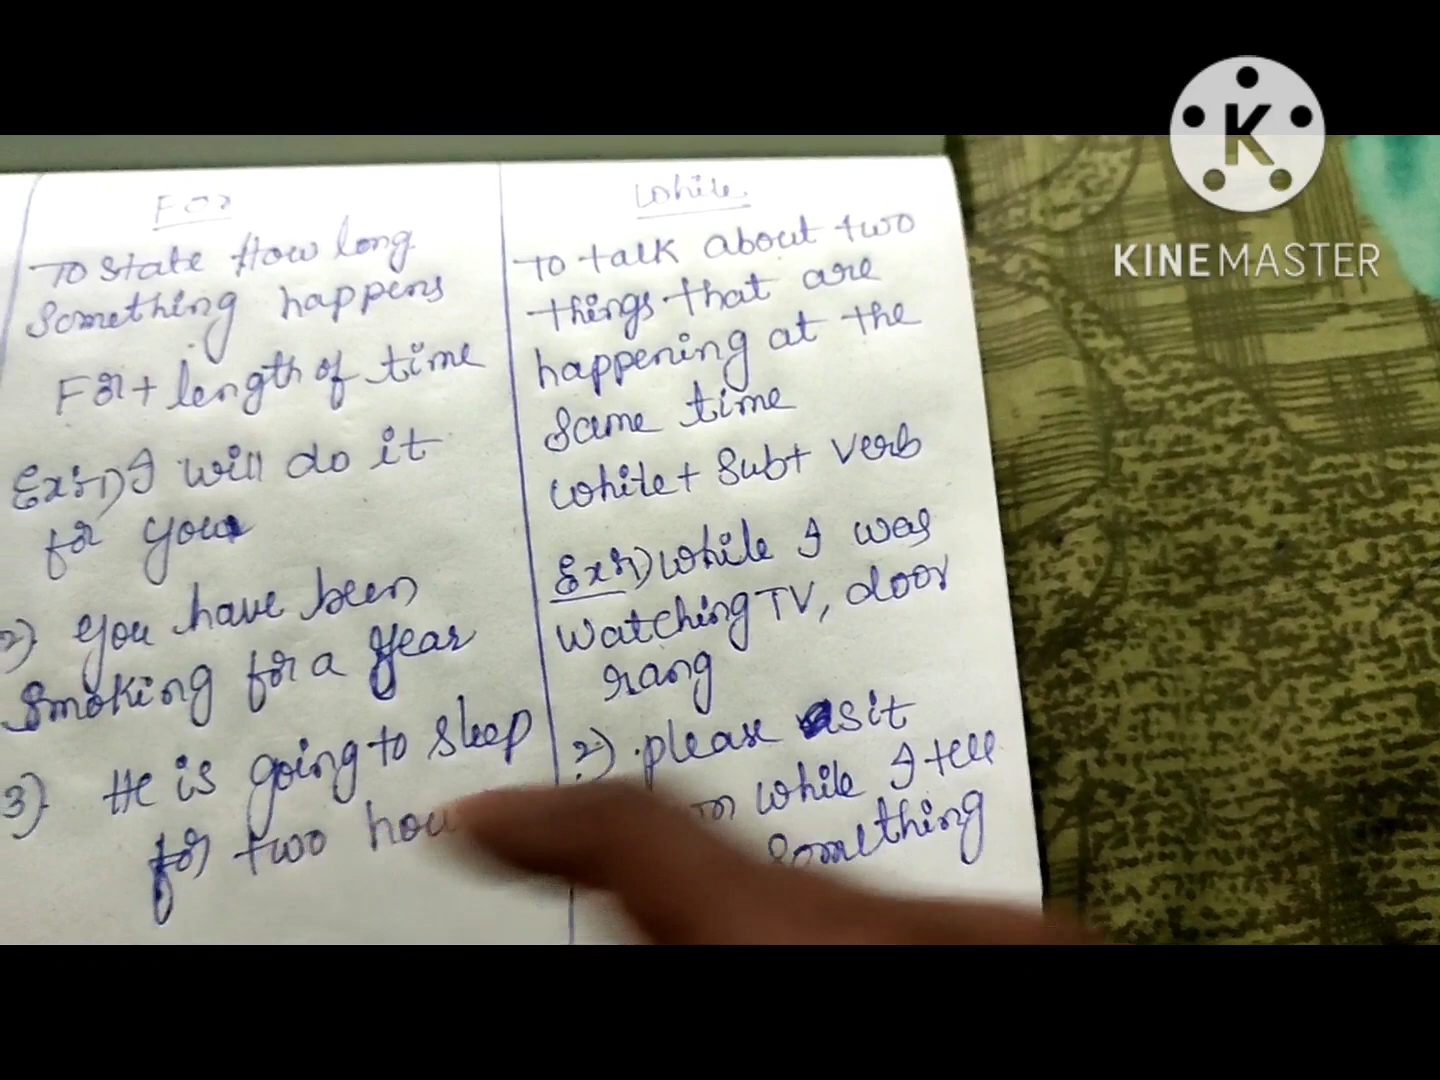 For
To state How long
Something happens
For + length of time
Ex:-1) I will do it
for you
2) you have been
Smoking for a year
3) He is going to sleep
for two
While
To talk about two
things that are
happening at the
Same time
While + Sub + verb
Ex:-1) while I was
Watching TV, door
rang
2) please sit
while I tell
Something
K
KINEMASTER